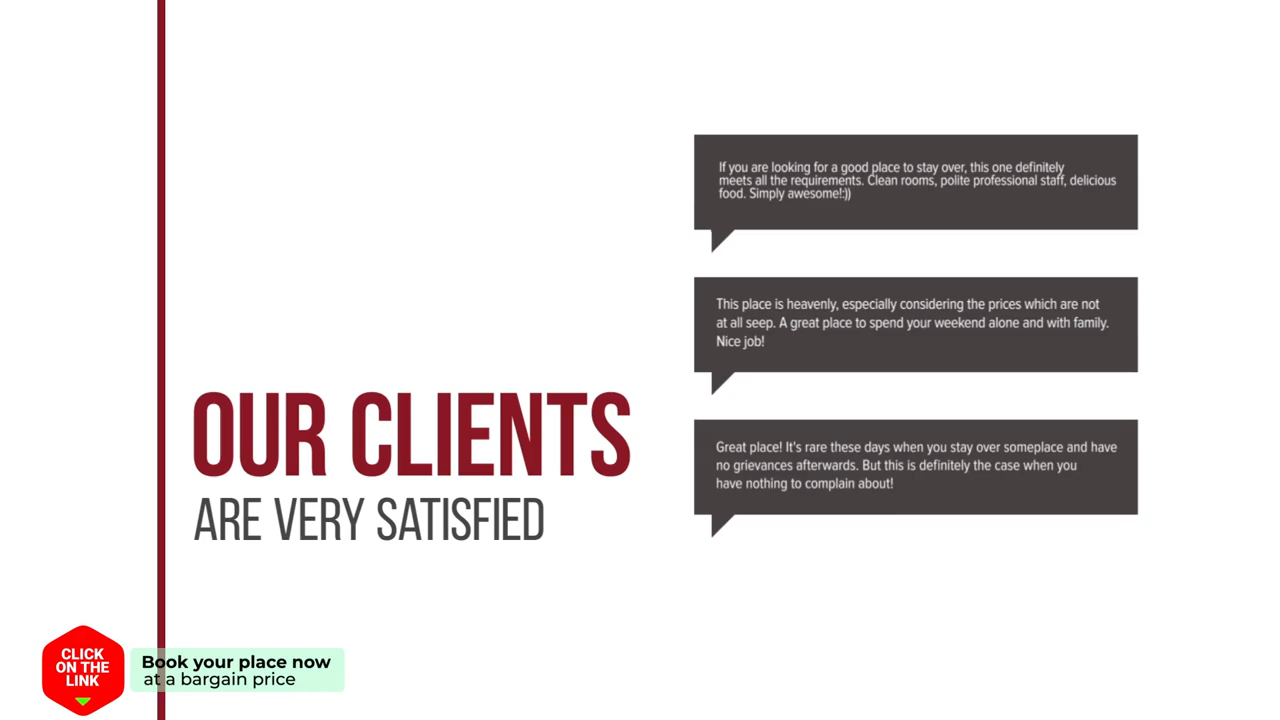 If you are looking for a good place to stay over, this one definitely
meets all the requirements. Clean rooms, polite professional staff, delicious
food. Simply awesome!:))
This place is heavenly, especially considering the prices which are not
at all seep. A great place to spend your weekend alone and with family.
Nice job!
Great place! It's rare these days when you stay over someplace and have
no grievances afterwards. But this is definitely the case when you
have nothing to complain about!
OUR CLIENTS
ARE VERY SATISFIED
CLICK
ON THE
LINK
Book your place now
at a bargain price